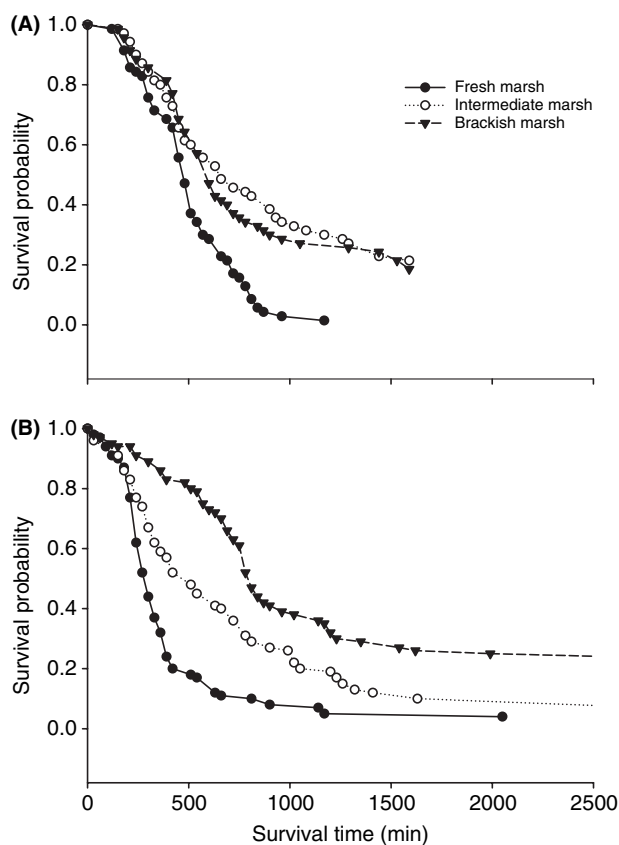 (A)
1.0
0.8
0.6
0.4
0.2
0.0
Survival probability
Fresh marsh
Intermediate marsh
Brackish marsh
(B)
1.0
0.8
0.6
0.4
0.2
0.0
Survival probability
0 500 1000 1500 2000 2500
Survival time (min)